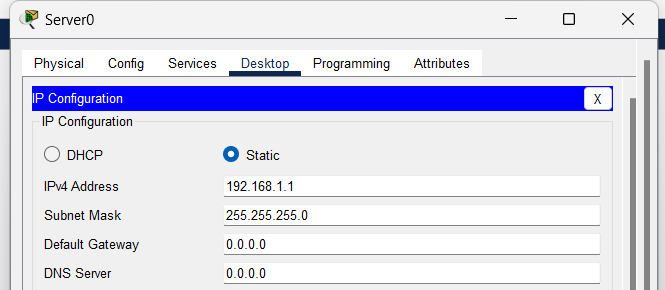 Server0
Physical Config Services Desktop Programming Attributes
IP Configuration X
IP Configuration
DHCP Static
IPv4 Address 192.168.1.1
Subnet Mask 255.255.255.0
Default Gateway 0.0.0.0
DNS Server 0.0.0.0